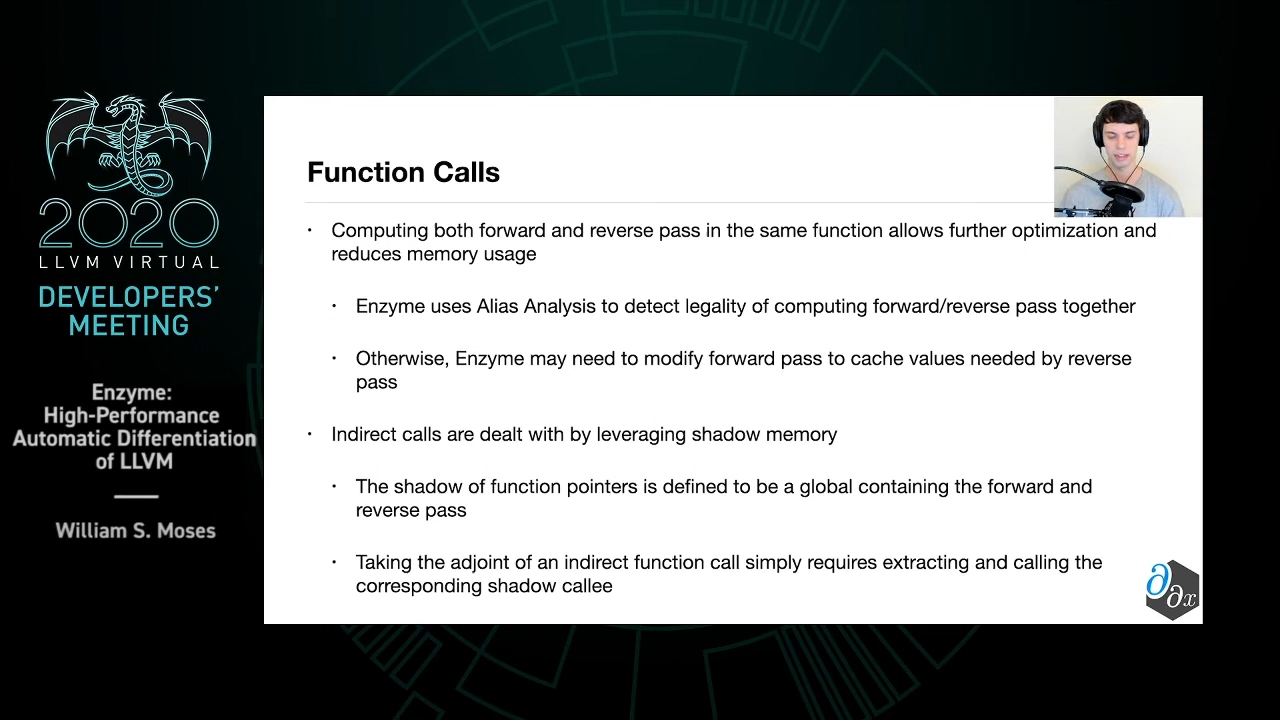 2020
LLVM VIRTUAL
DEVELOPERS'
MEETING
Enzyme:
High-Performance
Automatic Differentiation
of LLVM
William S. Moses
Function Calls
• Computing both forward and reverse pass in the same function allows further optimization and
reduces memory usage
• Enzyme uses Alias Analysis to detect legality of computing forward/reverse pass together
• Otherwise, Enzyme may need to modify forward pass to cache values needed by reverse
pass
• Indirect calls are dealt with by leveraging shadow memory
• The shadow of function pointers is defined to be a global containing the forward and
reverse pass
• Taking the adjoint of an indirect function call simply requires extracting and calling the
corresponding shadow callee
∂
∂x